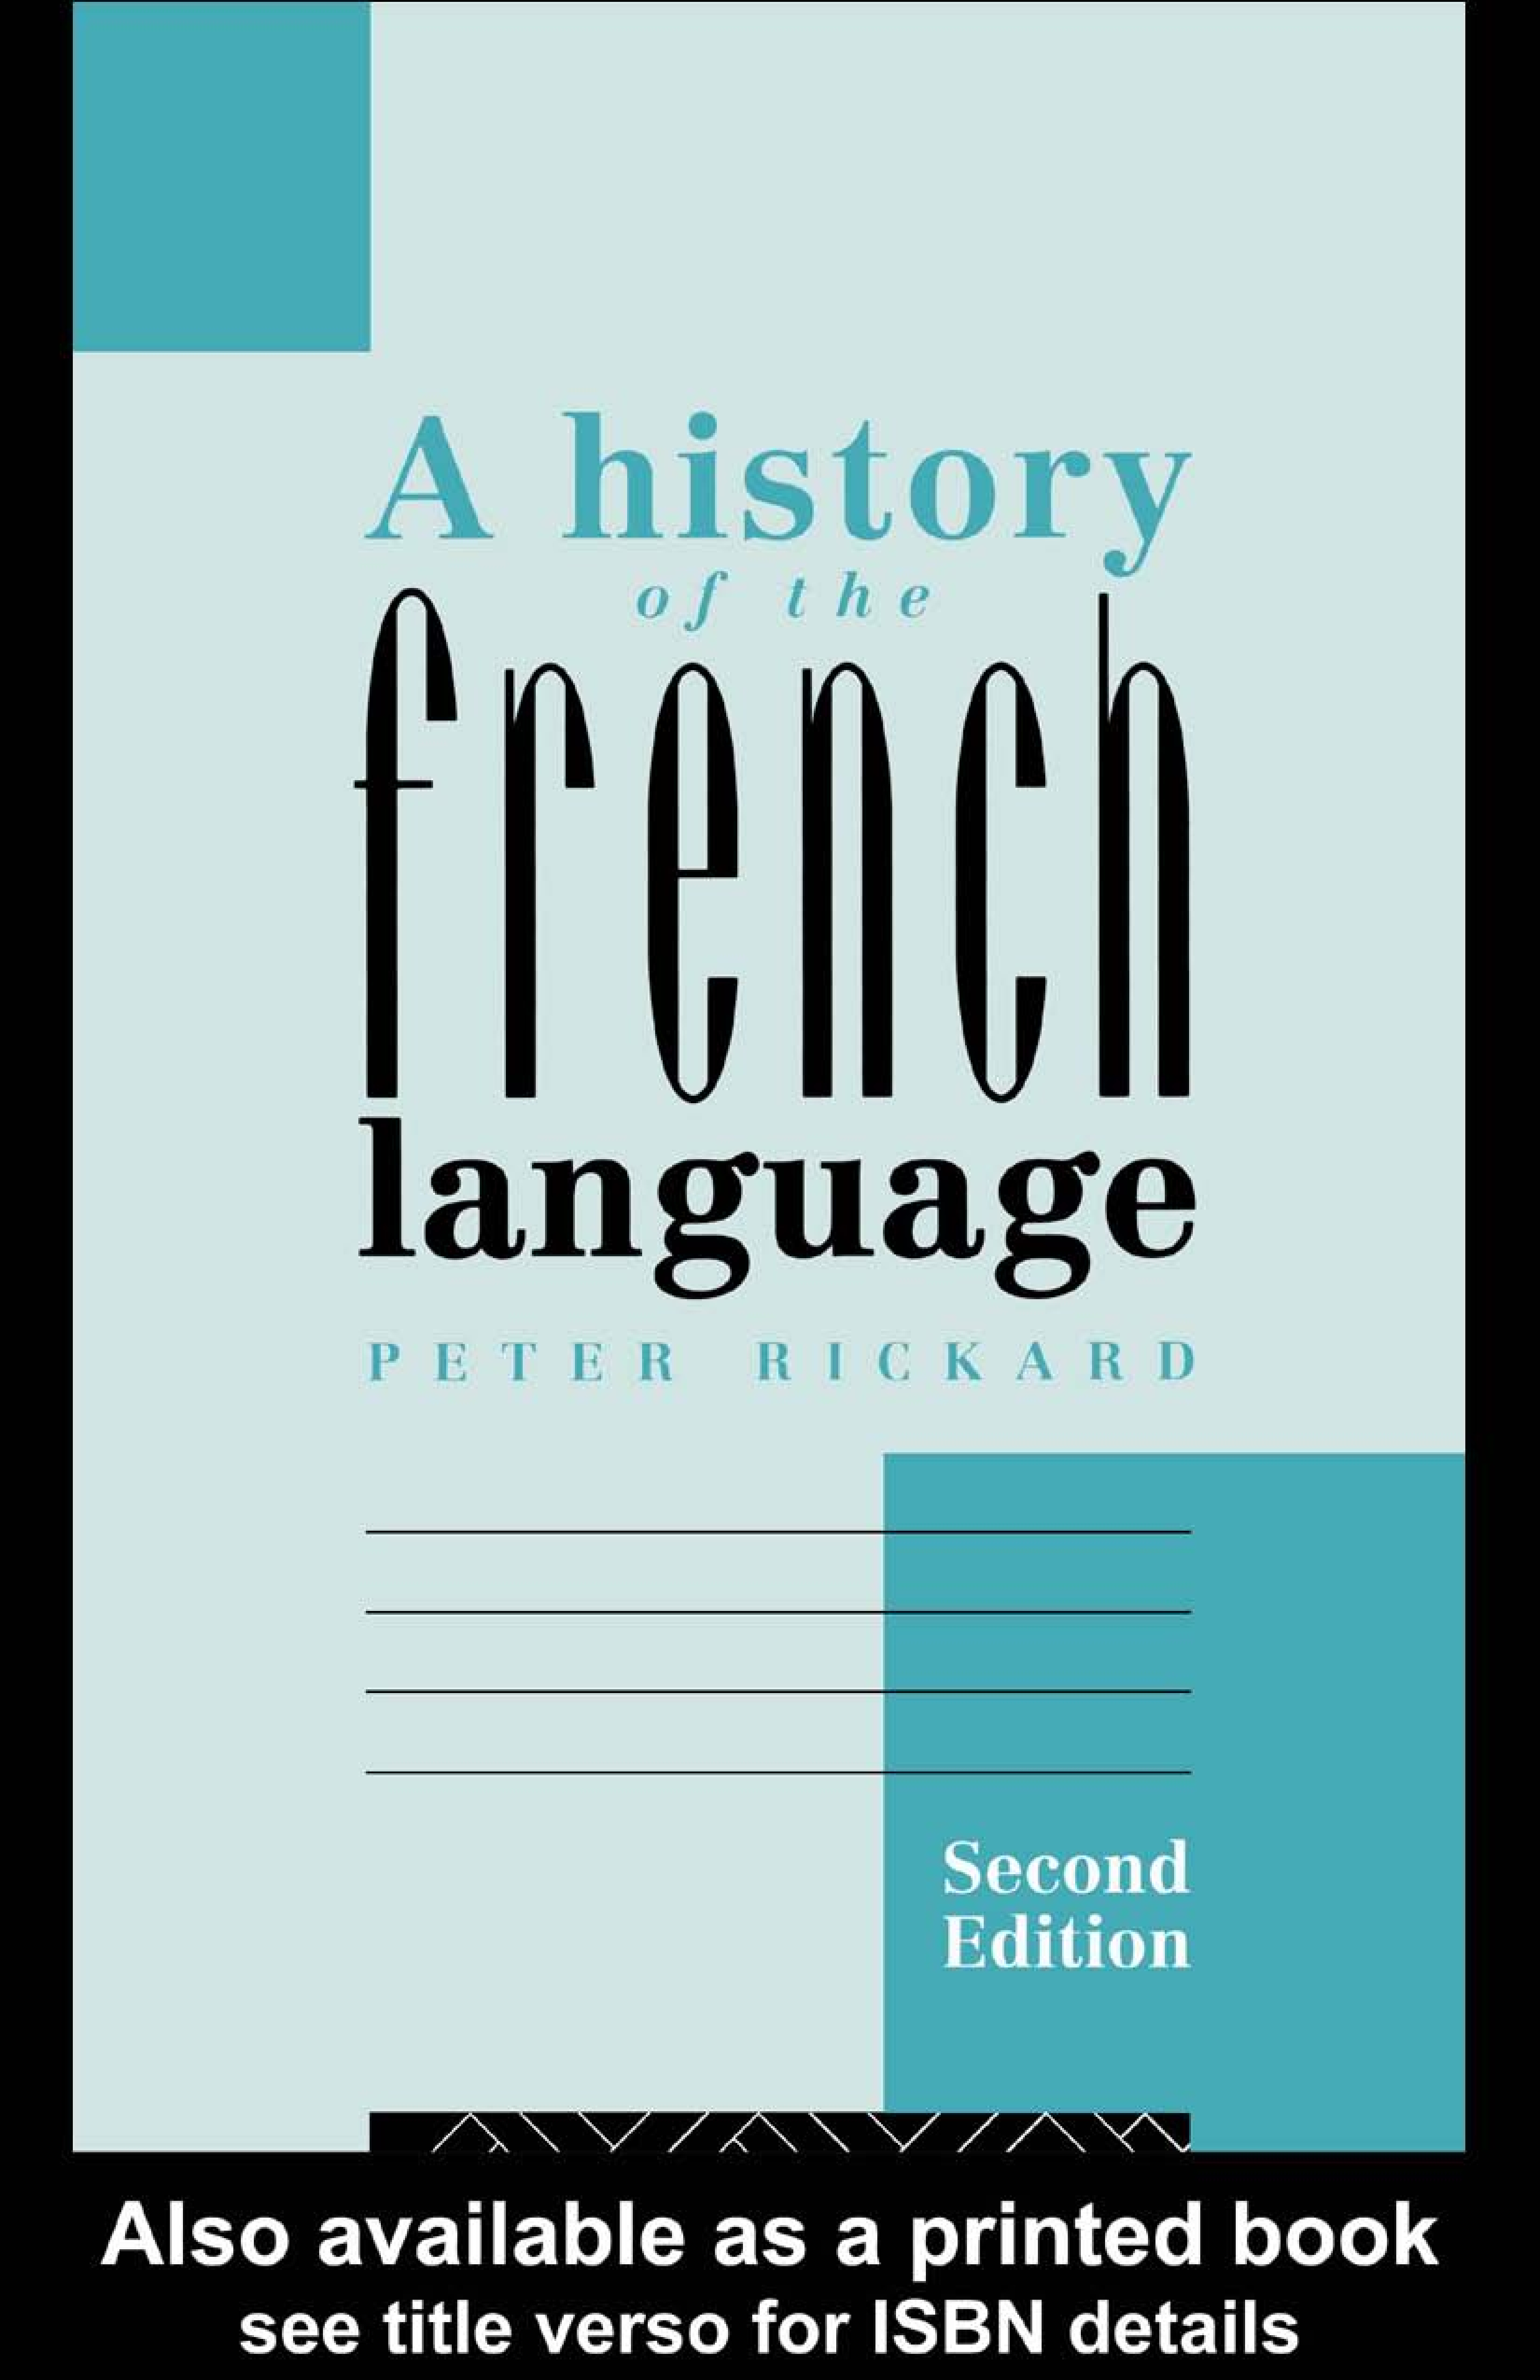 A history
of the
french
language
PETER RICKARD
Second
Edition
Also available as a printed book
see title verso for ISBN details